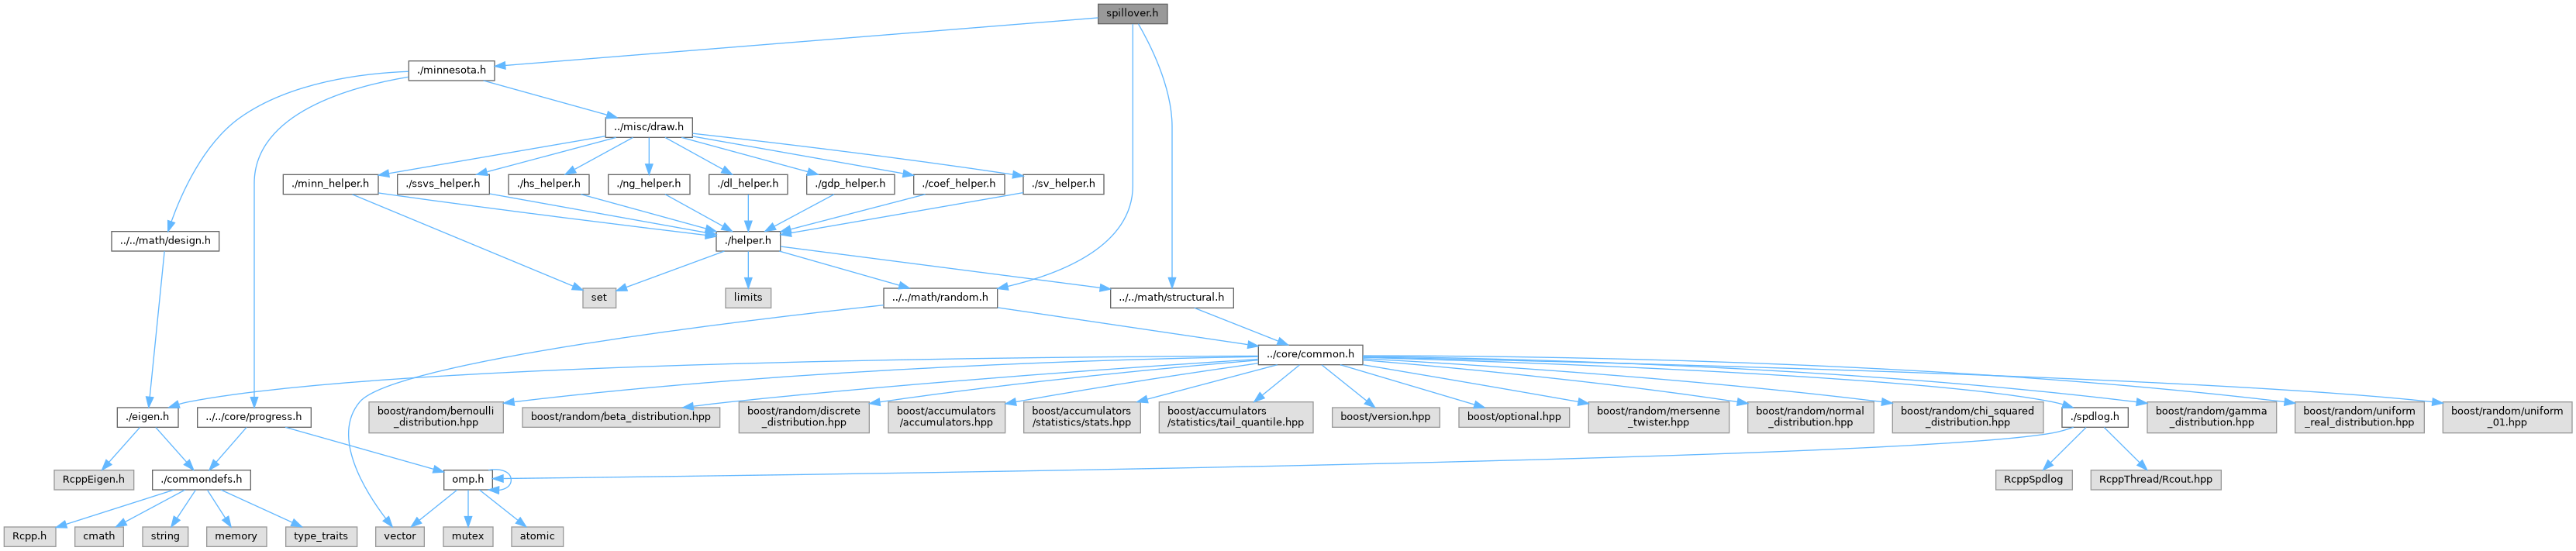 spillover.h
./minnesota.h
../misc/draw.h
./minn_helper.h
./ssvs_helper.h
./hs_helper.h
./ng_helper.h
./dl_helper.h
./gdp_helper.h
./coef_helper.h
./sv_helper.h
../../math/design.h
./helper.h
set
limits
../../math/random.h
../../math/structural.h
../core/common.h
./eigen.h
../../core/progress.h
boost/random/bernoulli
_distribution.hpp
boost/random/beta_distribution.hpp
boost/random/discrete
_distribution.hpp
boost/accumulators
/accumulators.hpp
boost/accumulators
/statistics/stats.hpp
boost/accumulators
/statistics/tail_quantile.hpp
boost/version.hpp
boost/optional.hpp
boost/random/mersenne
_twister.hpp
boost/random/normal
_distribution.hpp
boost/random/chi_squared
_distribution.hpp
./spdlog.h
boost/random/gamma
_distribution.hpp
boost/random/uniform
_real_distribution.hpp
boost/random/uniform
_01.hpp
RcppEigen.h
./commondefs.h
omp.h
RcppSpdlog
RcppThread/Rcout.hpp
Rcpp.h
cmath
string
memory
type_traits
vector
mutex
atomic